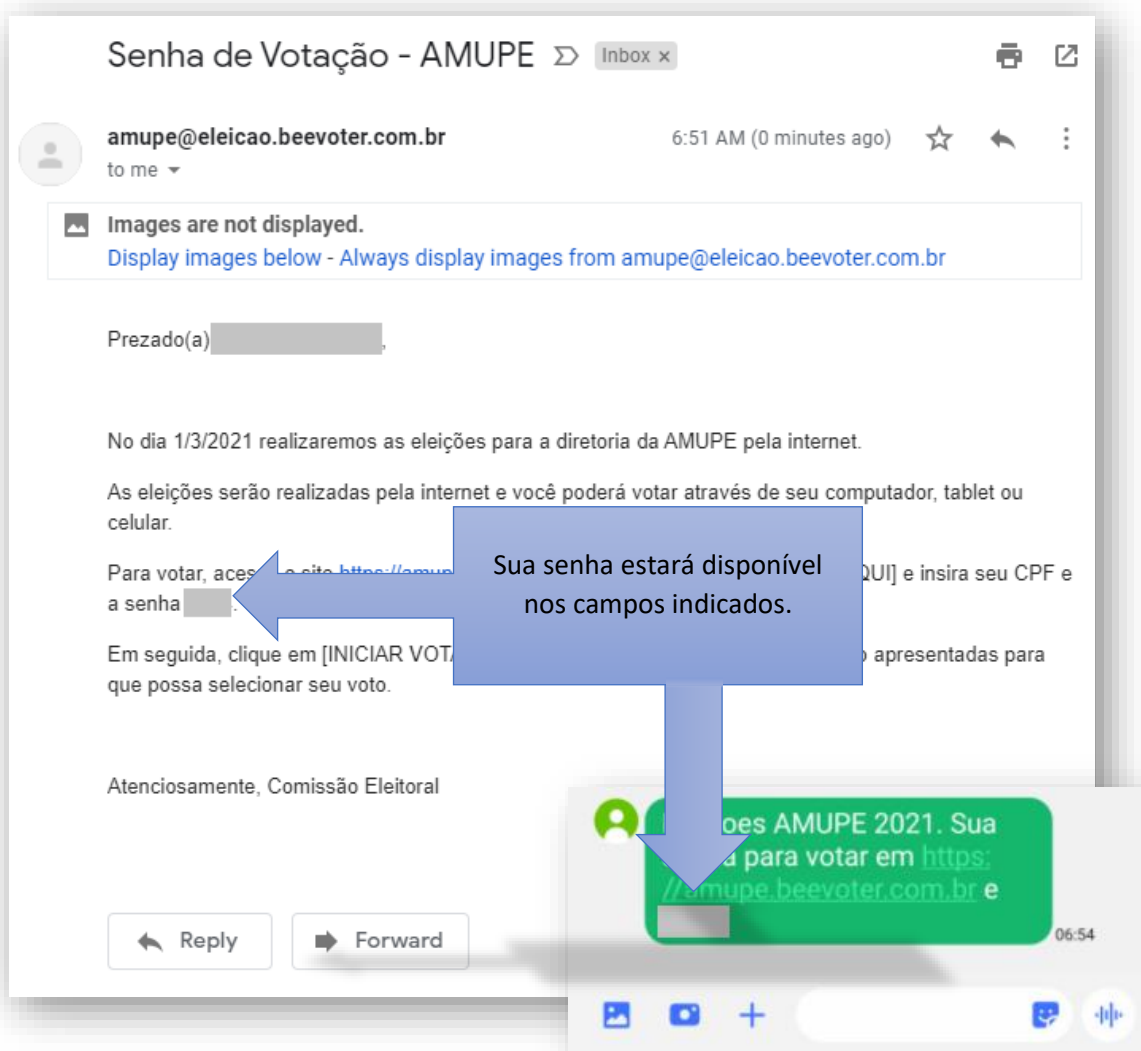 Senha de Votação - AMUPE Inbox x
amupe@eleicao.beevoter.com.br 6:51 AM (0 minutes ago)
to me
Images are not displayed.
Display images below - Always display images from amupe@eleicao.beevoter.com.br
Prezado(a) ,
No dia 1/3/2021 realizaremos as eleições para a diretoria da AMUPE pela internet.
As eleições serão realizadas pela internet e você poderá votar através de seu computador, tablet ou
celular.
Para votar, QUI] e insira seu CPF e
a senha .
Em seguida, clique em [INICIAR apresentadas para
que possa selecionar seu voto.
Sua senha estará disponível
nos campos indicados.
Atenciosamente, Comissão Eleitoral
Reply Forward
oes AMUPE 2021. Sua
para votar em https:
//amupe.beevoter.com.br e
06:54